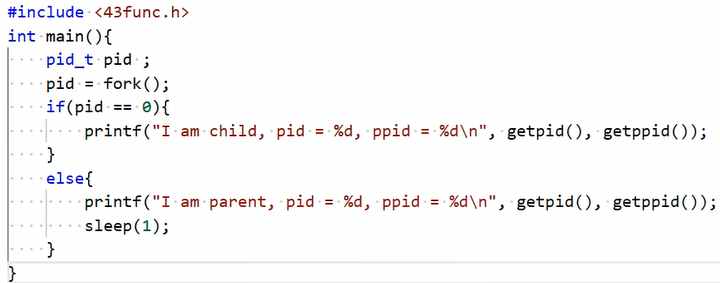 #include <43func.h>
int main(){
    pid_t pid ;
    pid = fork();
    if(pid == 0){
        printf("I am child, pid = %d, ppid = %d\n", getpid(), getppid());
    }
    else{
        printf("I am parent, pid = %d, ppid = %d\n", getpid(), getppid());
        sleep(1);
    }
}